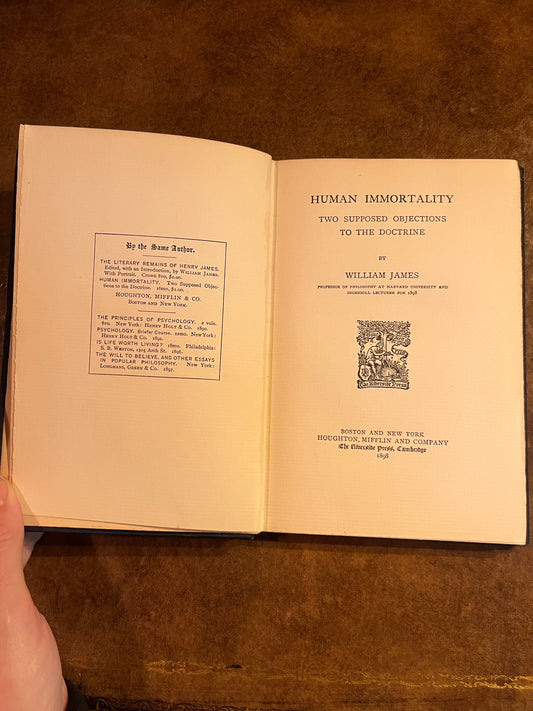 By the Same Author.
THE LITERARY REMAINS OF HENRY JAMES.
Edited, with an Introduction, by WILLIAM JAMES.
With Portrait. Crown 8vo, $2.00.
HUMAN IMMORTALITY. Two Supposed Objec-
tions to the Doctrine. 16mo, $1.00.
HOUGHTON, MIFFLIN & CO.
BOSTON AND NEW YORK.
THE PRINCIPLES OF PSYCHOLOGY. 2 vols.
8vo. New York: HENRY HOLT & CO. 1890.
PSYCHOLOGY. Briefer Course. 12mo. New York:
HENRY HOLT & CO. 1892.
IS LIFE WORTH LIVING? 18mo. Philadelphia:
S. B. WESTON, 1305 Arch St. 1896.
THE WILL TO BELIEVE, AND OTHER ESSAYS
IN POPULAR PHILOSOPHY. New York:
LONGMANS, GREEN & CO. 1897.
HUMAN IMMORTALITY
TWO SUPPOSED OBJECTIONS
TO THE DOCTRINE
BY
WILLIAM JAMES
PROFESSOR OF PHILOSOPHY AT HARVARD UNIVERSITY AND
INGERSOLL LECTURER FOR 1898
The Riverside Press
BOSTON AND NEW YORK
HOUGHTON, MIFFLIN AND COMPANY
The Riverside Press, Cambridge
1898